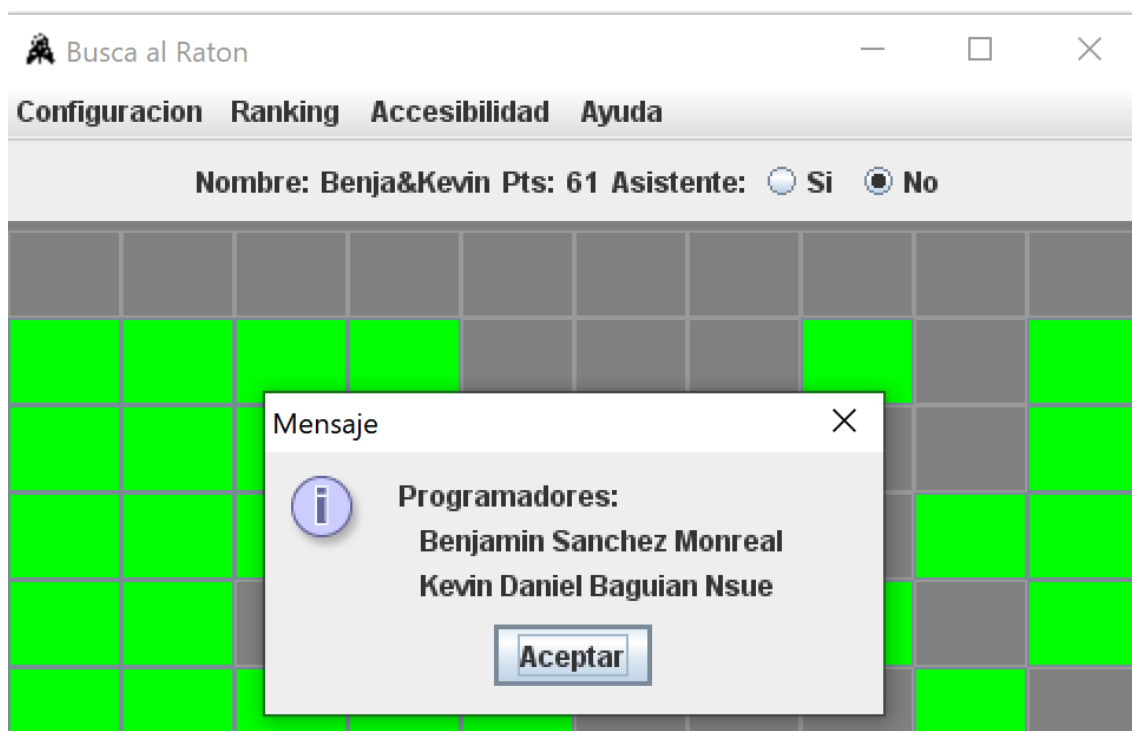 Busca al Raton
Configuracion Ranking Accesibilidad Ayuda
Nombre: Benja&Kevin Pts: 61 Asistente: Si No
Mensaje
i
Programadores:
Benjamin Sanchez Monreal
Kevin Daniel Baguian Nsue
Aceptar